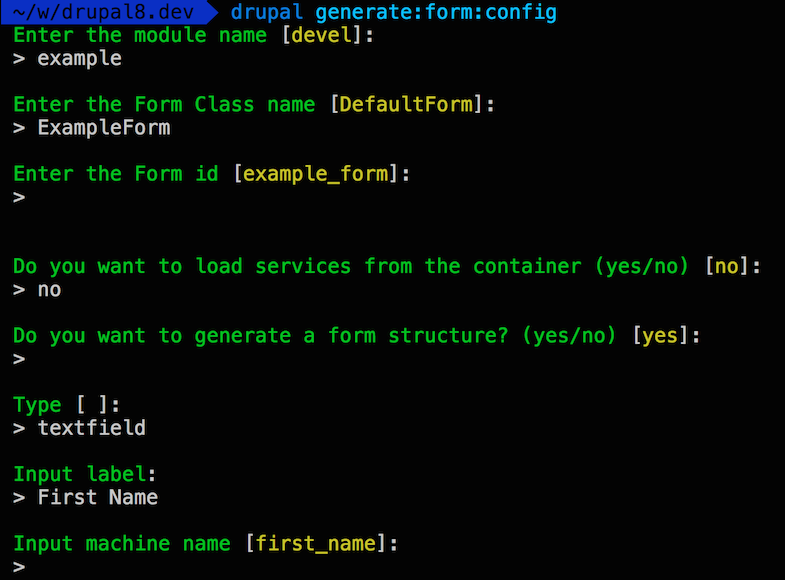 ~/w/drupal8.dev drupal generate:form:config
Enter the module name [devel]:
> example
Enter the Form Class name [DefaultForm]:
> ExampleForm
Enter the Form id [example_form]:
>
Do you want to load services from the container (yes/no) [no]:
> no
Do you want to generate a form structure? (yes/no) [yes]:
>
Type [ ]:
> textfield
Input label:
> First Name
Input machine name [first_name]:
>